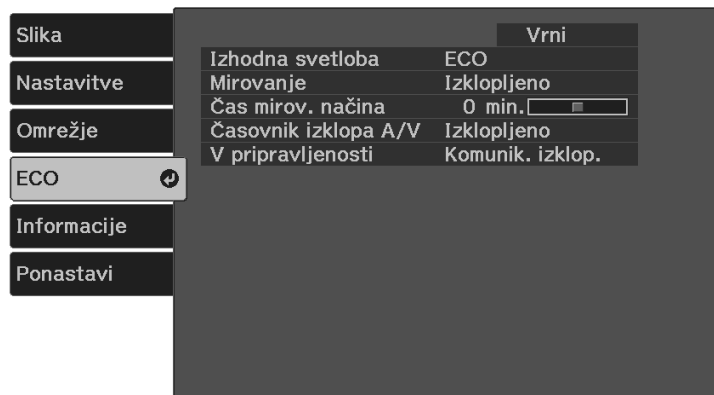 Slika
Nastavitve
Omrežje
ECO
Informacije
Ponastavi
Vrni
Izhodna svetloba ECO
Mirovanje Izklopljeno
Čas mirov. načina 0 min.
Časovnik izklopa A/V Izklopljeno
V pripravljenosti Komunik. izklop.